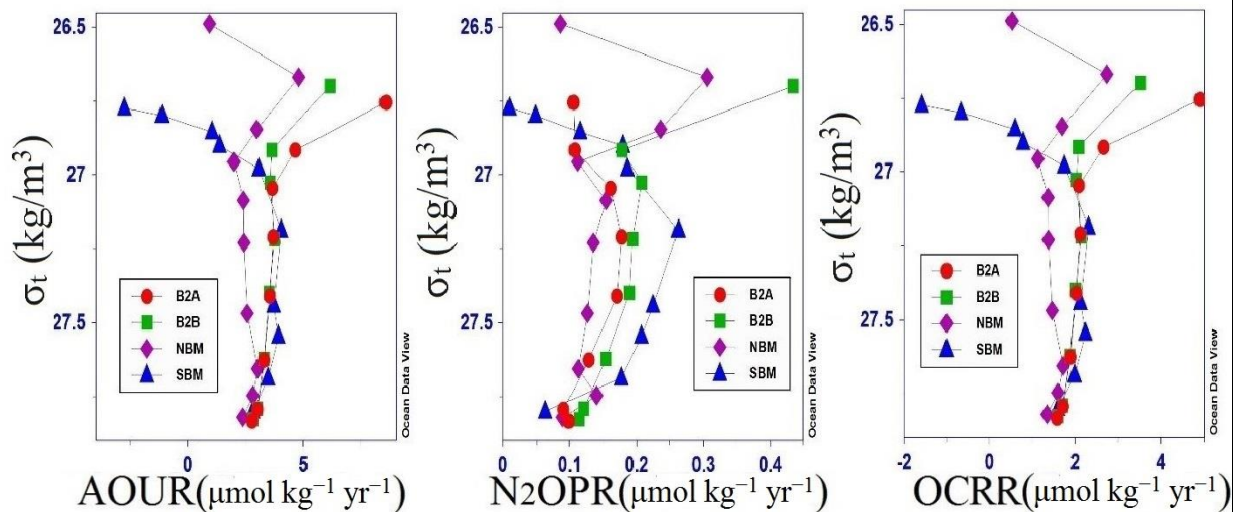 26.5
27
27.5
σt (kg/m³)
B2A
B2B
NBM
SBM
Ocean Data View
0
5
AOUR(μmol kg⁻¹ yr⁻¹)
26.5
27
27.5
σt (kg/m³)
B2A
B2B
NBM
SBM
Ocean Data View
0
0.1
0.2
0.3
0.4
N2OPR(μmol kg⁻¹ yr⁻¹)
26.5
27
27.5
σt (kg/m³)
B2A
B2B
NBM
SBM
Ocean Data View
-2
0
2
4
OCRR(μmol kg⁻¹ yr⁻¹)